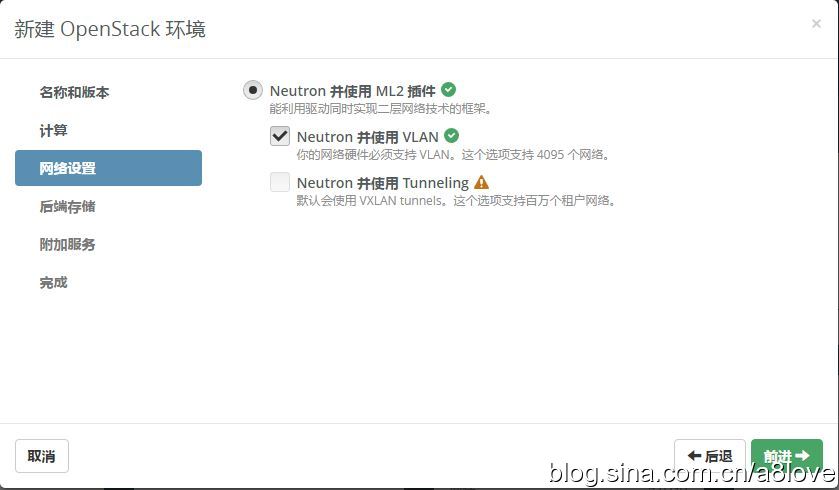 新建 OpenStack 环境
×
名称和版本
计算
网络设置
后端存储
附加服务
完成
Neutron 并使用 ML2 插件
能利用驱动同时实现二层网络技术的框架。
Neutron 并使用 VLAN
你的网络硬件必须支持 VLAN。这个选项支持 4095 个网络。
Neutron 并使用 Tunneling
默认会使用 VXLAN tunnels。这个选项支持百万个租户网络。
取消
后退
前进
blog.sina.com.cn/a8love